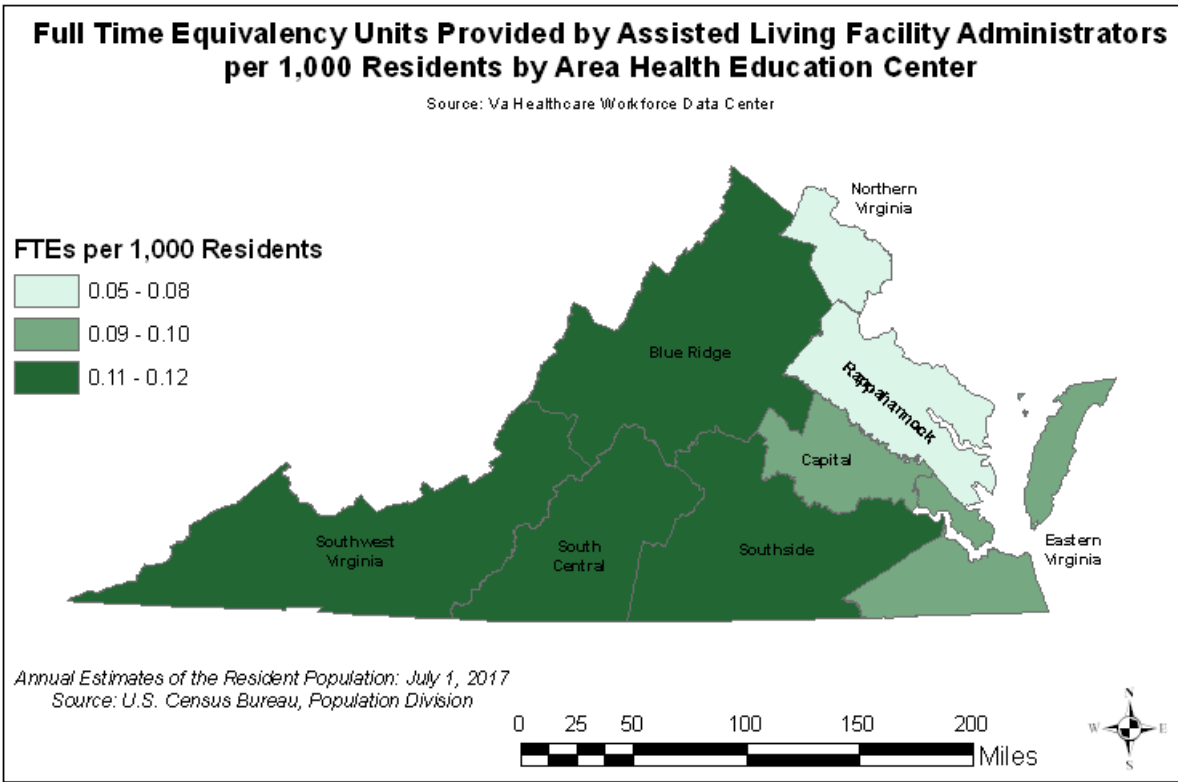 Full Time Equivalency Units Provided by Assisted Living Facility Administrators
per 1,000 Residents by Area Health Education Center
Source: Va Healthcare Workforce Data Center
Northern
Virginia
FTEs per 1,000 Residents
0.05 - 0.08
0.09 - 0.10
0.11 - 0.12
Blue Ridge
Rappahannock
Capital
Southwest
Virginia
South
Central
Southside
Eastern
Virginia
Annual Estimates of the Resident Population: July 1, 2017
Source: U.S. Census Bureau, Population Division
0 25 50 100 150 200
Miles
N
W E
S